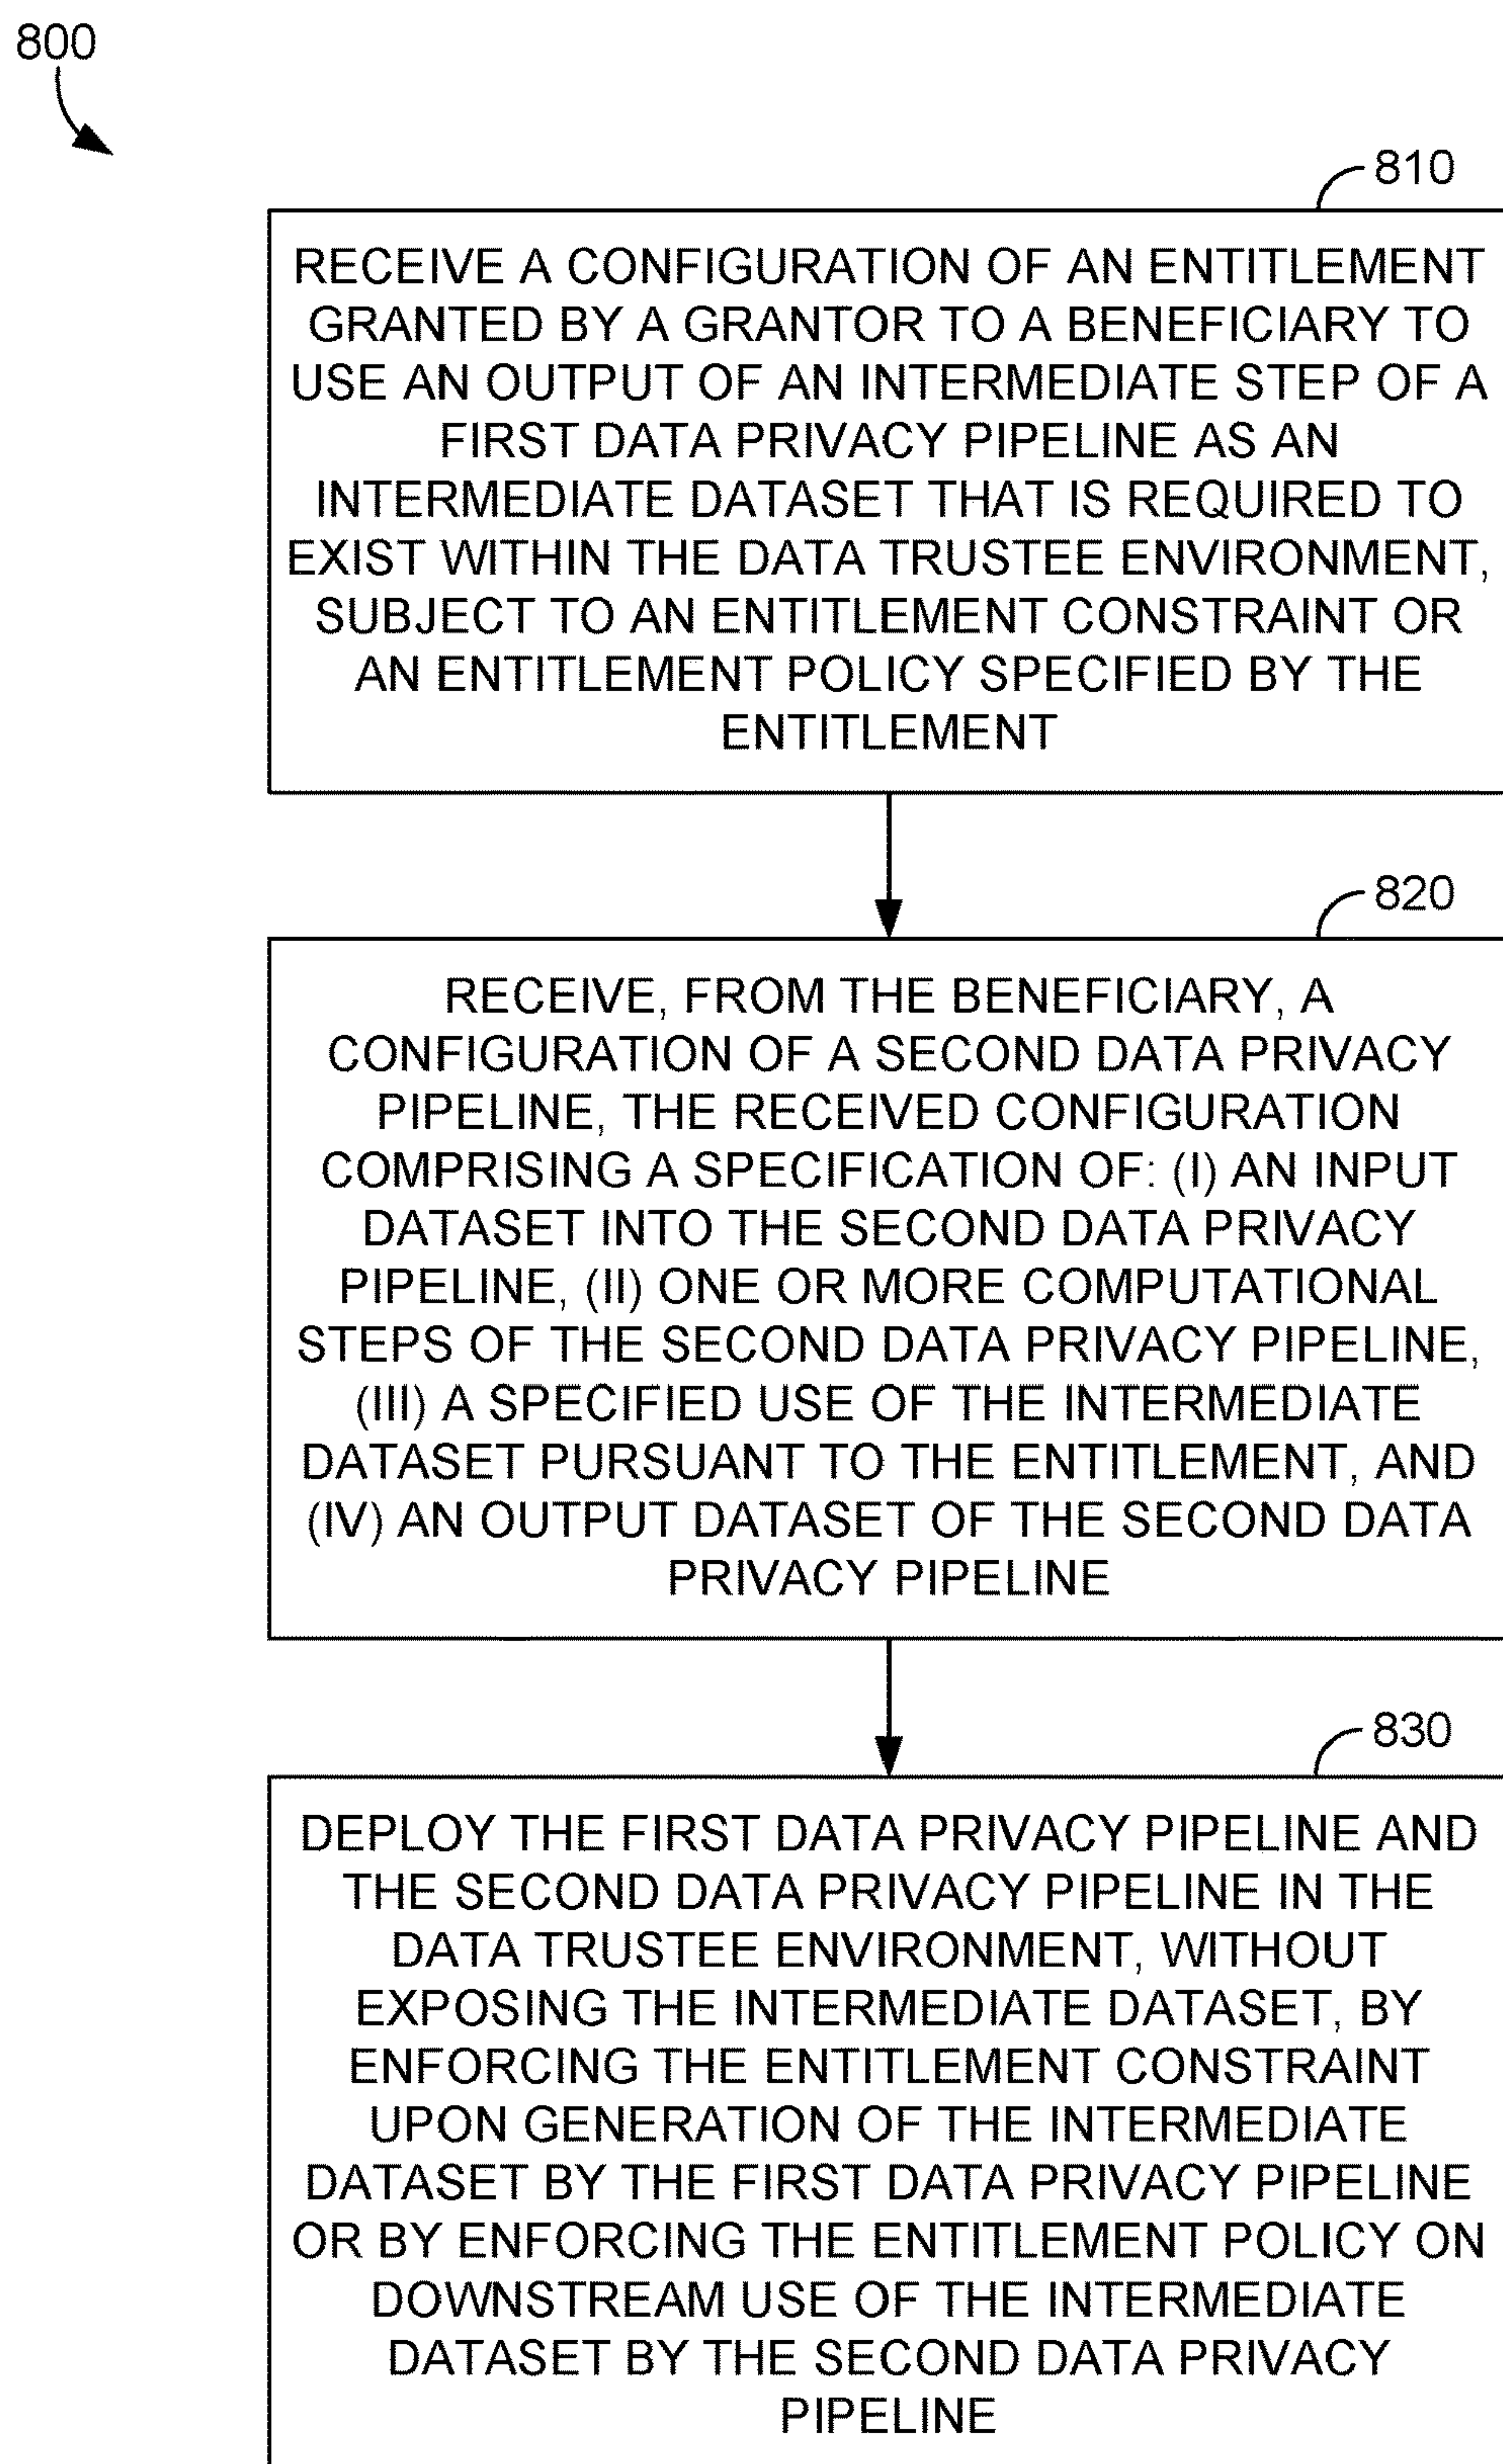 800
810
RECEIVE A CONFIGURATION OF AN ENTITLEMENT
GRANTED BY A GRANTOR TO A BENEFICIARY TO
USE AN OUTPUT OF AN INTERMEDIATE STEP OF A
FIRST DATA PRIVACY PIPELINE AS AN
INTERMEDIATE DATASET THAT IS REQUIRED TO
EXIST WITHIN THE DATA TRUSTEE ENVIRONMENT,
SUBJECT TO AN ENTITLEMENT CONSTRAINT OR
AN ENTITLEMENT POLICY SPECIFIED BY THE
ENTITLEMENT
820
RECEIVE, FROM THE BENEFICIARY, A
CONFIGURATION OF A SECOND DATA PRIVACY
PIPELINE, THE RECEIVED CONFIGURATION
COMPRISING A SPECIFICATION OF: (I) AN INPUT
DATASET INTO THE SECOND DATA PRIVACY
PIPELINE, (II) ONE OR MORE COMPUTATIONAL
STEPS OF THE SECOND DATA PRIVACY PIPELINE,
(III) A SPECIFIED USE OF THE INTERMEDIATE
DATASET PURSUANT TO THE ENTITLEMENT, AND
(IV) AN OUTPUT DATASET OF THE SECOND DATA
PRIVACY PIPELINE
830
DEPLOY THE FIRST DATA PRIVACY PIPELINE AND
THE SECOND DATA PRIVACY PIPELINE IN THE
DATA TRUSTEE ENVIRONMENT, WITHOUT
EXPOSING THE INTERMEDIATE DATASET, BY
ENFORCING THE ENTITLEMENT CONSTRAINT
UPON GENERATION OF THE INTERMEDIATE
DATASET BY THE FIRST DATA PRIVACY PIPELINE
OR BY ENFORCING THE ENTITLEMENT POLICY ON
DOWNSTREAM USE OF THE INTERMEDIATE
DATASET BY THE SECOND DATA PRIVACY
PIPELINE